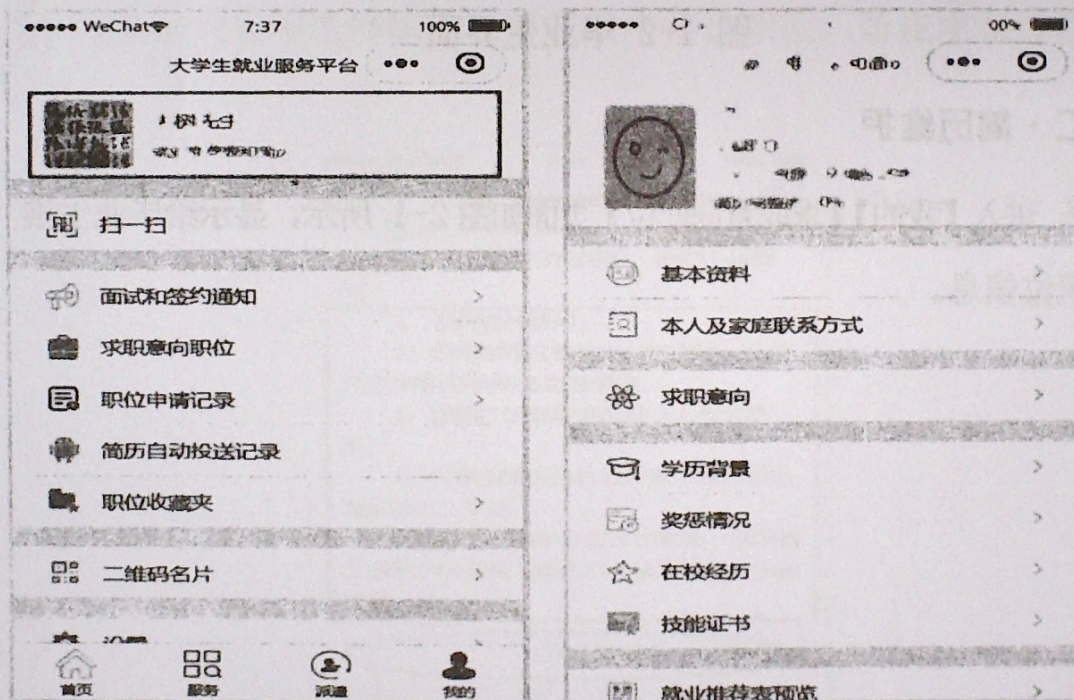 WeChat 7:37 100%
大学生就业服务平台
扫一扫
面试和签约通知
求职意向职位
职位申请记录
简历自动投送记录
职位收藏夹
二维码名片
设置
首页 服务 派遣 我的
00%
基本资料
本人及家庭联系方式
求职意向
学历背景
奖惩情况
在校经历
技能证书
就业推荐表预览